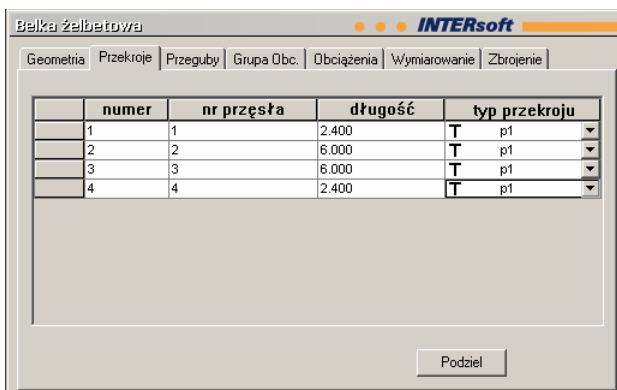 Belka żelbetowa INTERsoft
Geometria Przekroje Przeguby Grupa Obc. Obciążenia Wymiarowanie Zbrojenie
numer nr przęsła długość typ przekroju
1 1 2.400 T p1
2 2 6.000 T p1
3 3 6.000 T p1
4 4 2.400 T p1
Podziel